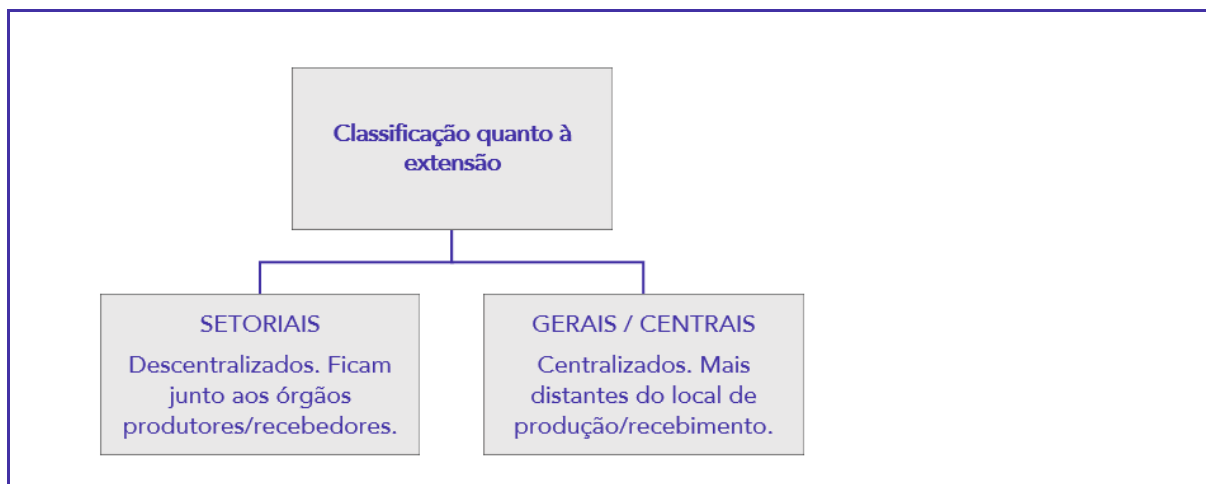 Classificação quanto à
extensão
SETORIAIS
Descentralizados. Ficam
junto aos órgãos
produtores/recebedores.
GERAIS / CENTRAIS
Centralizados. Mais
distantes do local de
produção/recebimento.